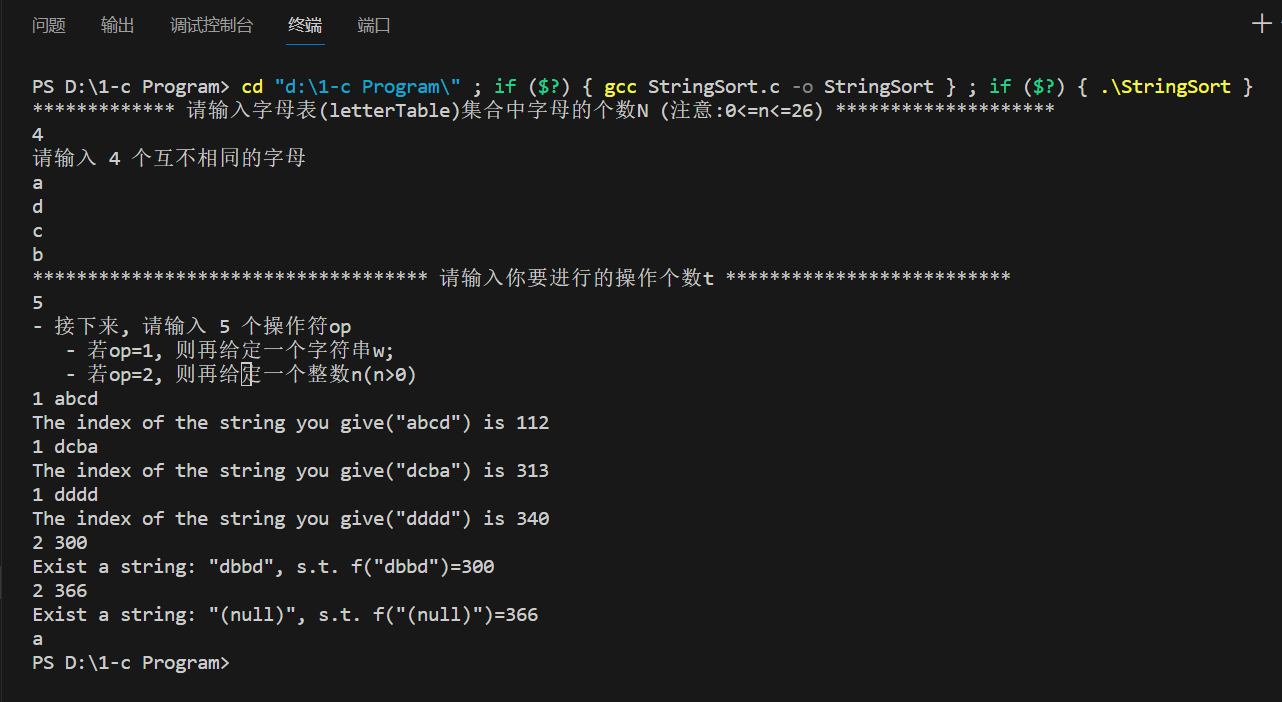 问题 输出 调试控制台 终端 端口
PS D:\1-c Program> cd "d:\1-c Program\" ; if ($?) { gcc StringSort.c -o StringSort } ; if ($?) { .\StringSort }
************* 请输入字母表(letterTable)集合中字母的个数N (注意:0<=n<=26) ********************
4
请输入 4 个互不相同的字母
a
d
c
b
************************************ 请输入你要进行的操作个数t **************************
5
- 接下来, 请输入 5 个操作符op
   - 若op=1, 则再给定一个字符串w;
   - 若op=2, 则再给定一个整数n(n>0)
1 abcd
The index of the string you give("abcd") is 112
1 dcba
The index of the string you give("dcba") is 313
1 dddd
The index of the string you give("dddd") is 340
2 300
Exist a string: "dbbd", s.t. f("dbbd")=300
2 366
Exist a string: "(null)", s.t. f("(null)")=366
a
PS D:\1-c Program>